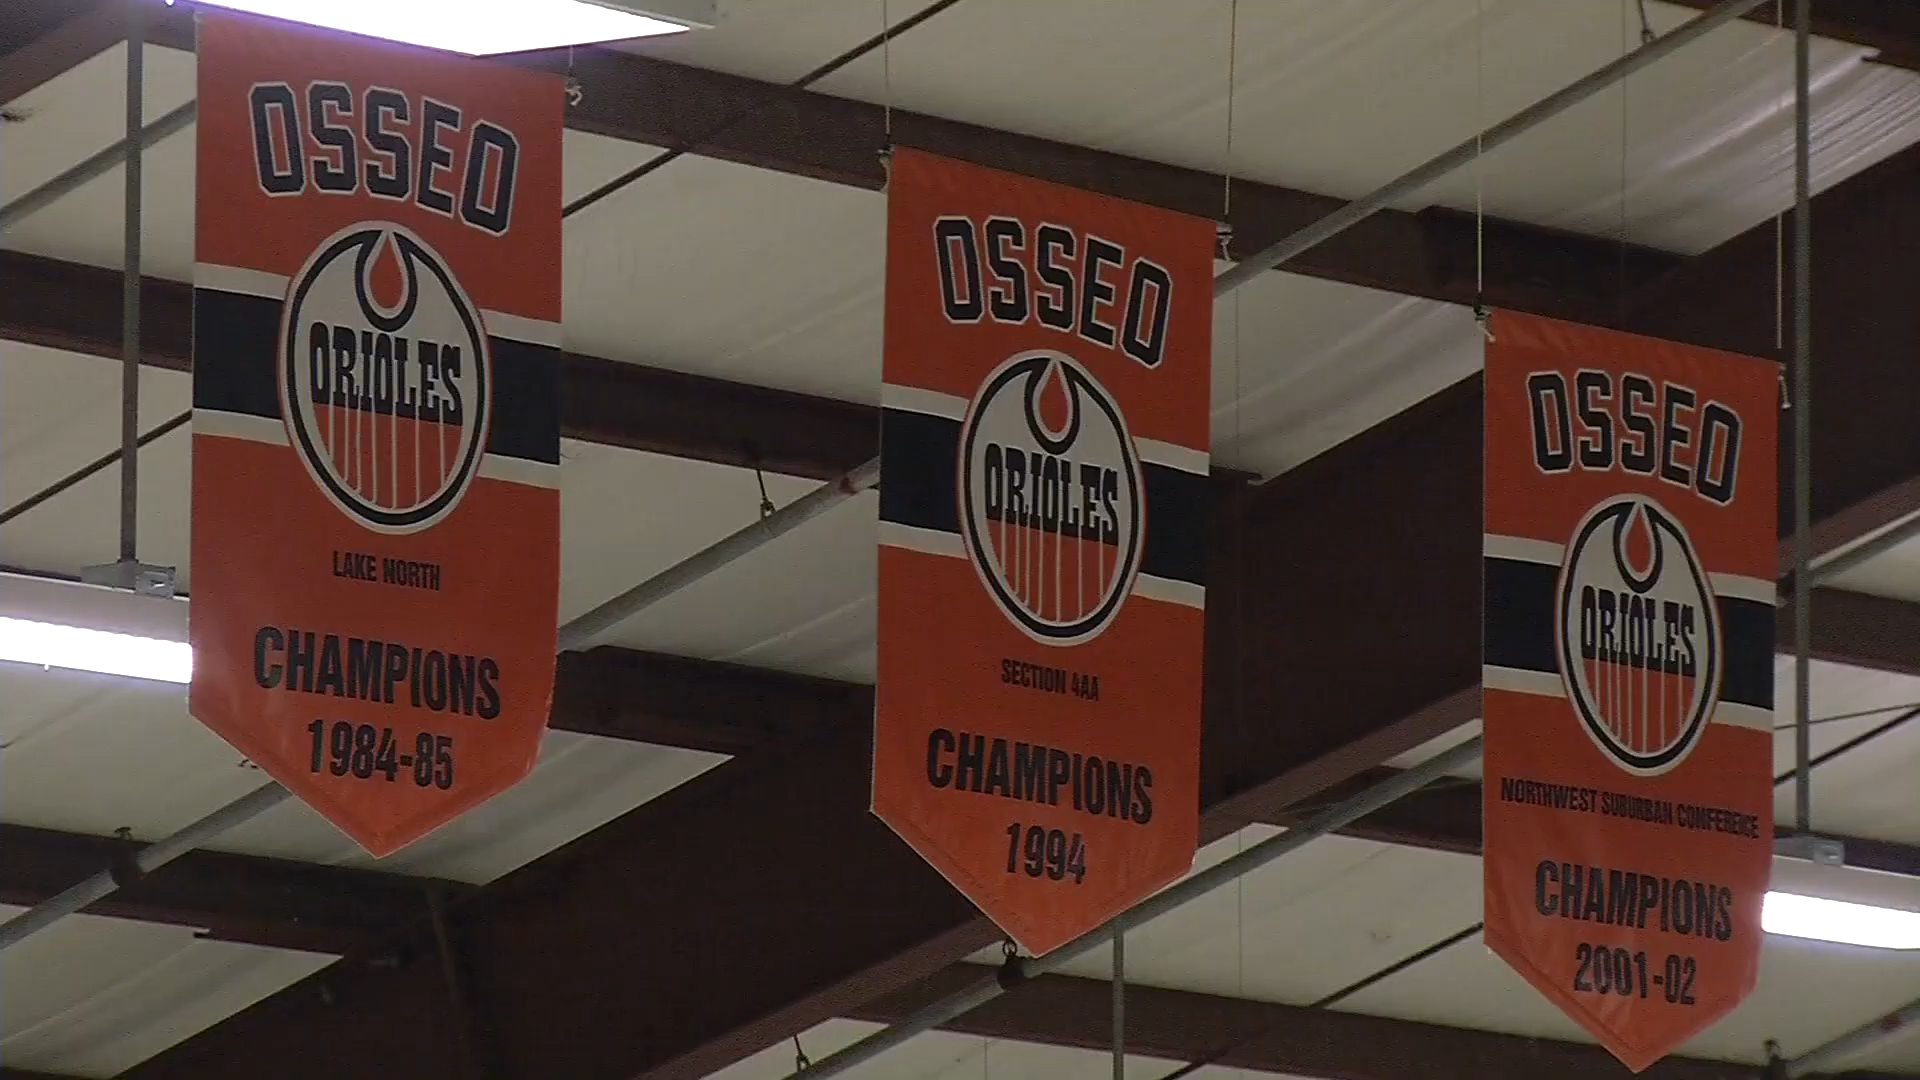 OSSEO
ORIOLES
LAKE NORTH
CHAMPIONS
1984-85
OSSEO
ORIOLES
SECTION 4AA
CHAMPIONS
1994
OSSEO
ORIOLES
NORTHWEST SUBURBAN CONFERENCE
CHAMPIONS
2001-02